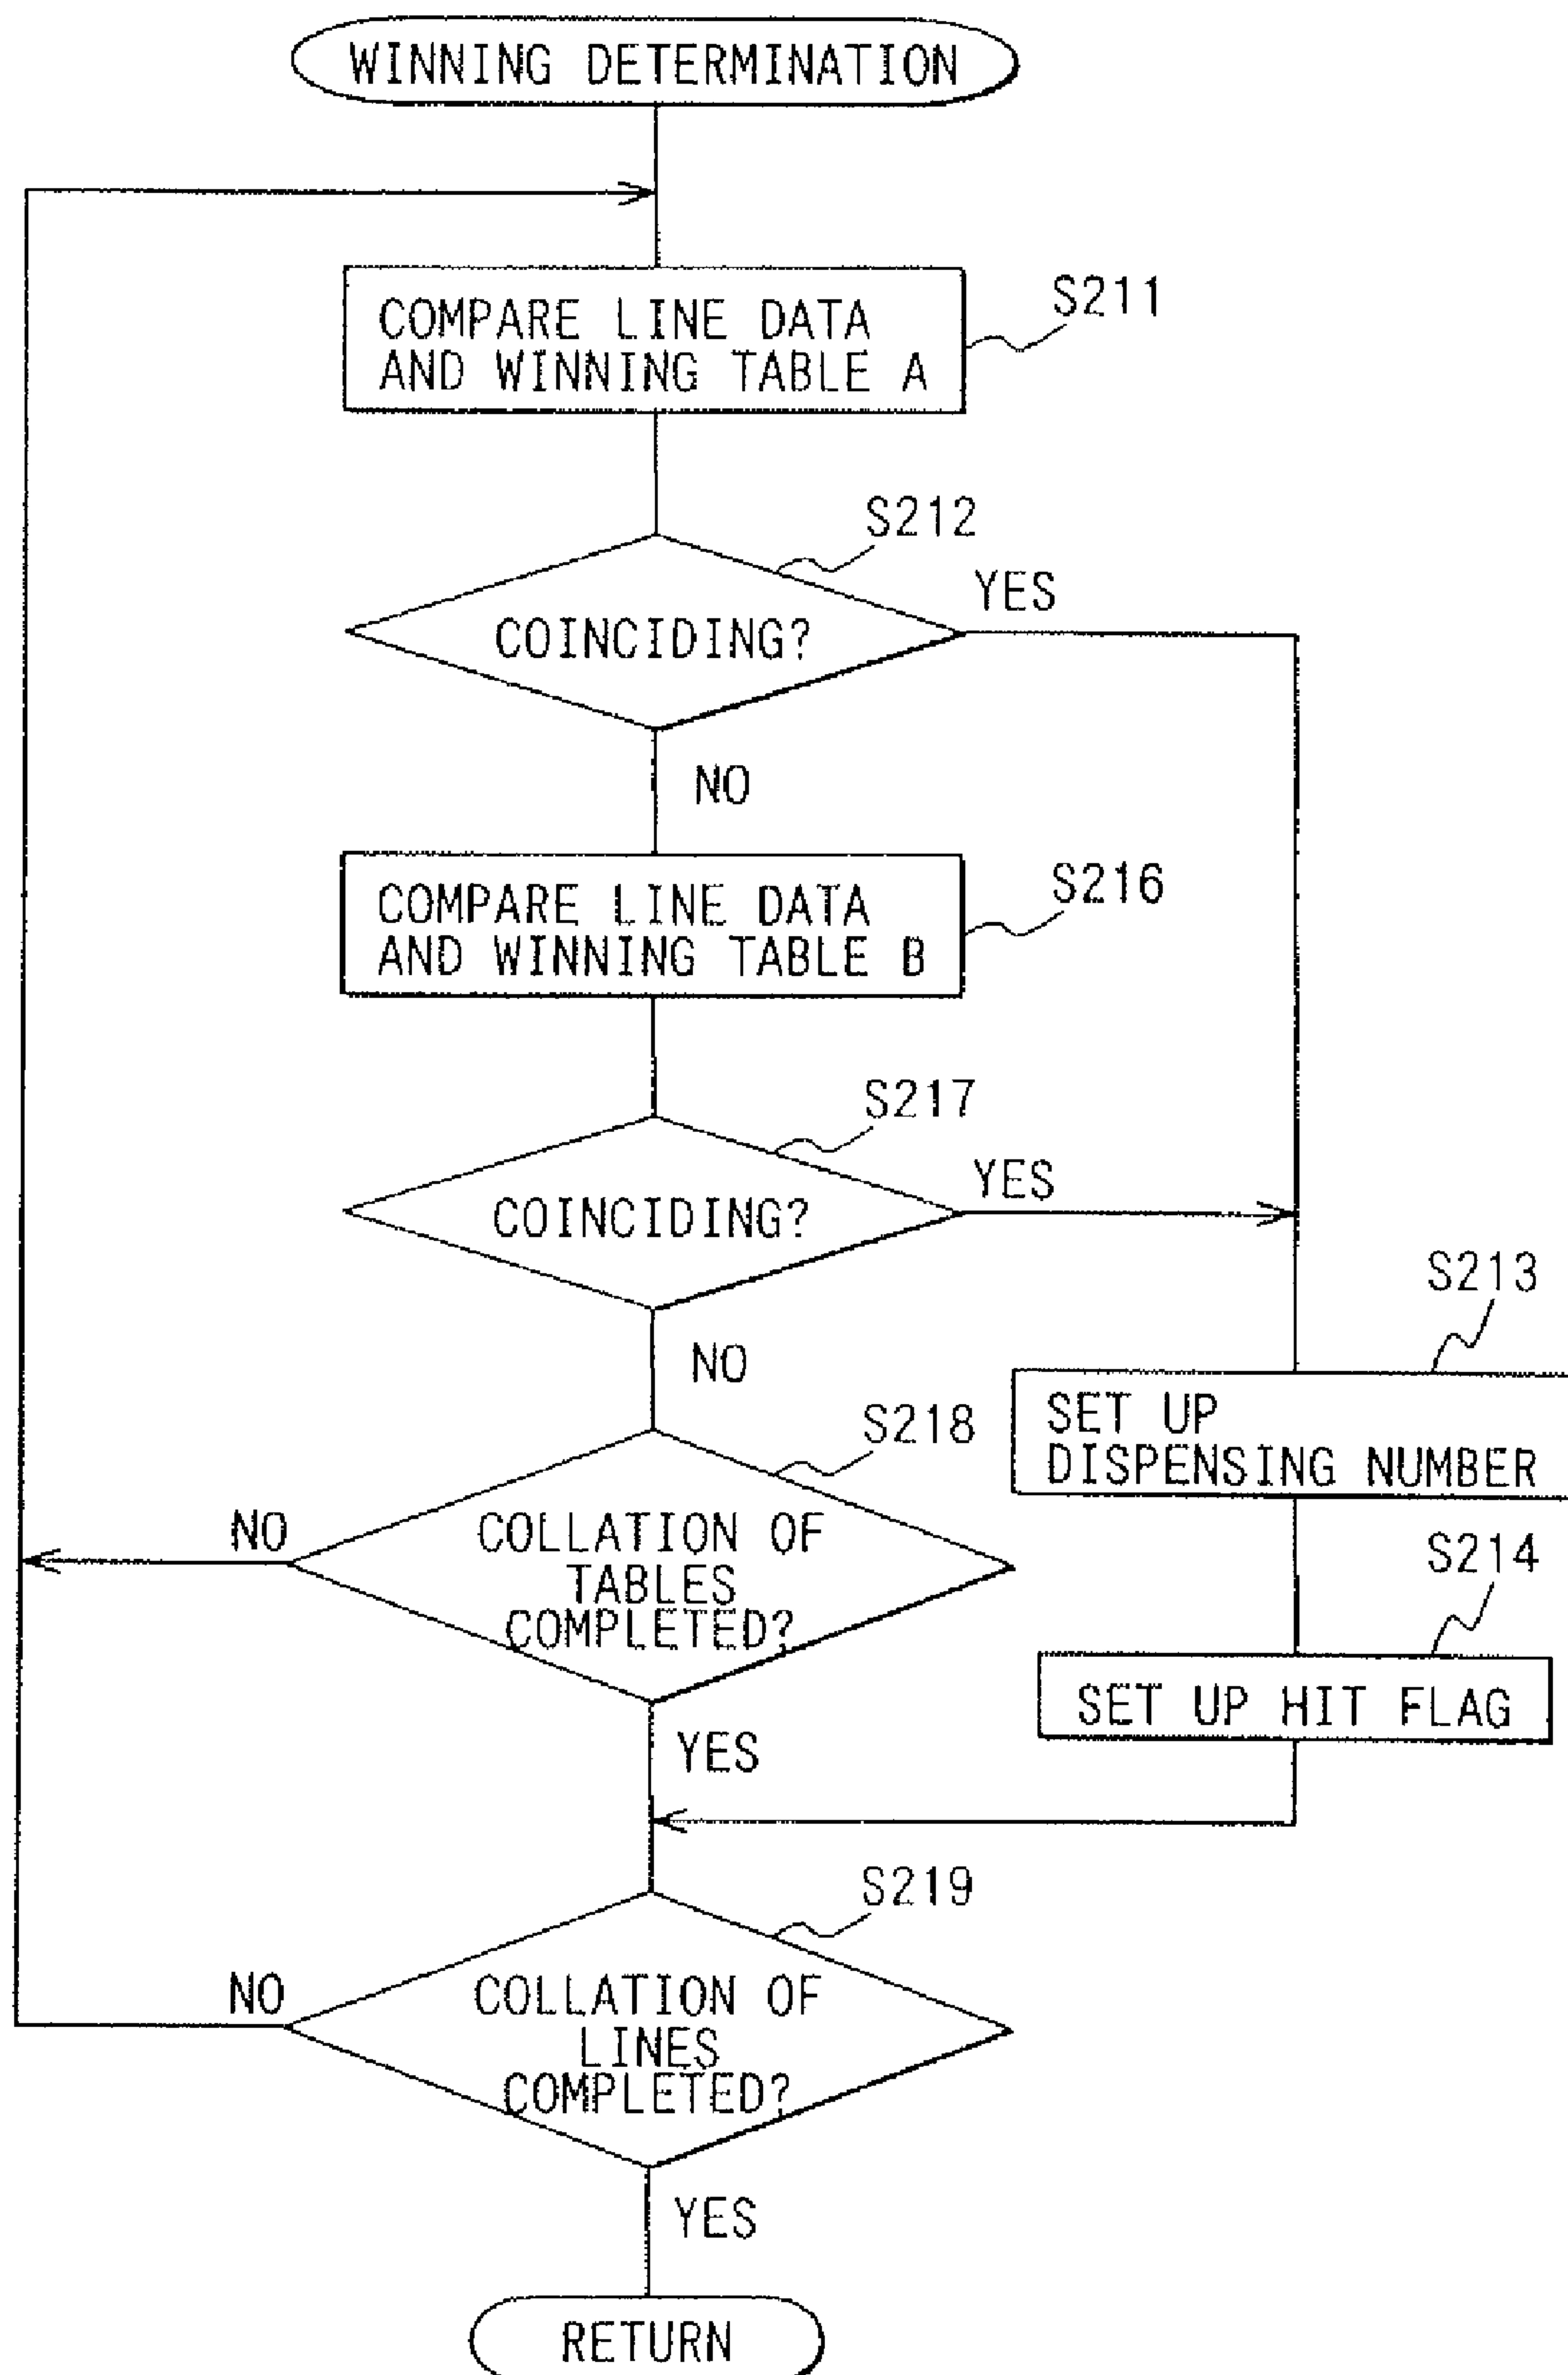 WINNING DETERMINATION
COMPARE LINE DATA
AND WINNING TABLE A
S211
S212
COINCIDING?
YES
NO
COMPARE LINE DATA
AND WINNING TABLE B
S216
S217
COINCIDING?
YES
NO
S213
SET UP
DISPENSING NUMBER
S218
COLLATION OF
TABLES
COMPLETED?
NO
YES
S214
SET UP HIT FLAG
S219
COLLATION OF
LINES
COMPLETED?
NO
YES
RETURN